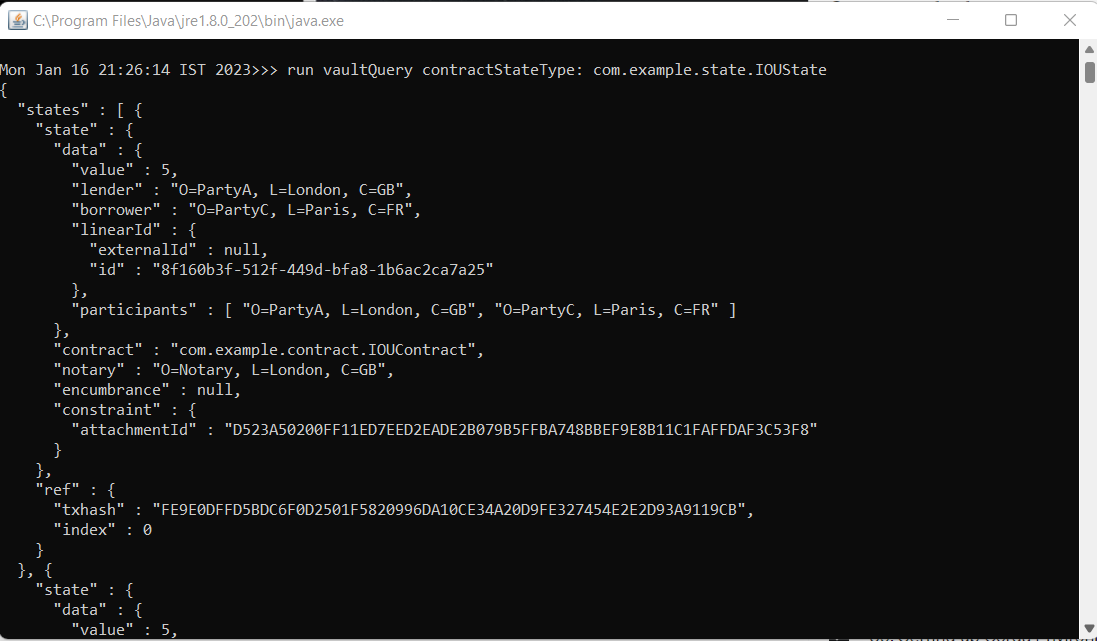 C:\Program Files\Java\jre1.8.0_202\bin\java.exe
Mon Jan 16 21:26:14 IST 2023>>> run vaultQuery contractStateType: com.example.state.IOUState
{
  "states" : [ {
    "state" : {
      "data" : {
        "value" : 5,
        "lender" : "O=PartyA, L=London, C=GB",
        "borrower" : "O=PartyC, L=Paris, C=FR",
        "linearId" : {
          "externalId" : null,
          "id" : "8f160b3f-512f-449d-bfa8-1b6ac2ca7a25"
        },
        "participants" : [ "O=PartyA, L=London, C=GB", "O=PartyC, L=Paris, C=FR" ]
      },
      "contract" : "com.example.contract.IOUContract",
      "notary" : "O=Notary, L=London, C=GB",
      "encumbrance" : null,
      "constraint" : {
        "attachmentId" : "D523A50200FF11ED7EED2EADE2B079B5FFBA748BBEF9E8B11C1FAFFDAF3C53F8"
      }
    },
    "ref" : {
      "txhash" : "FE9E0DFFD5BDC6F0D2501F5820996DA10CE34A20D9FE327454E2E2D93A9119CB",
      "index" : 0
    }
  }, {
    "state" : {
      "data" : {
        "value" : 5,